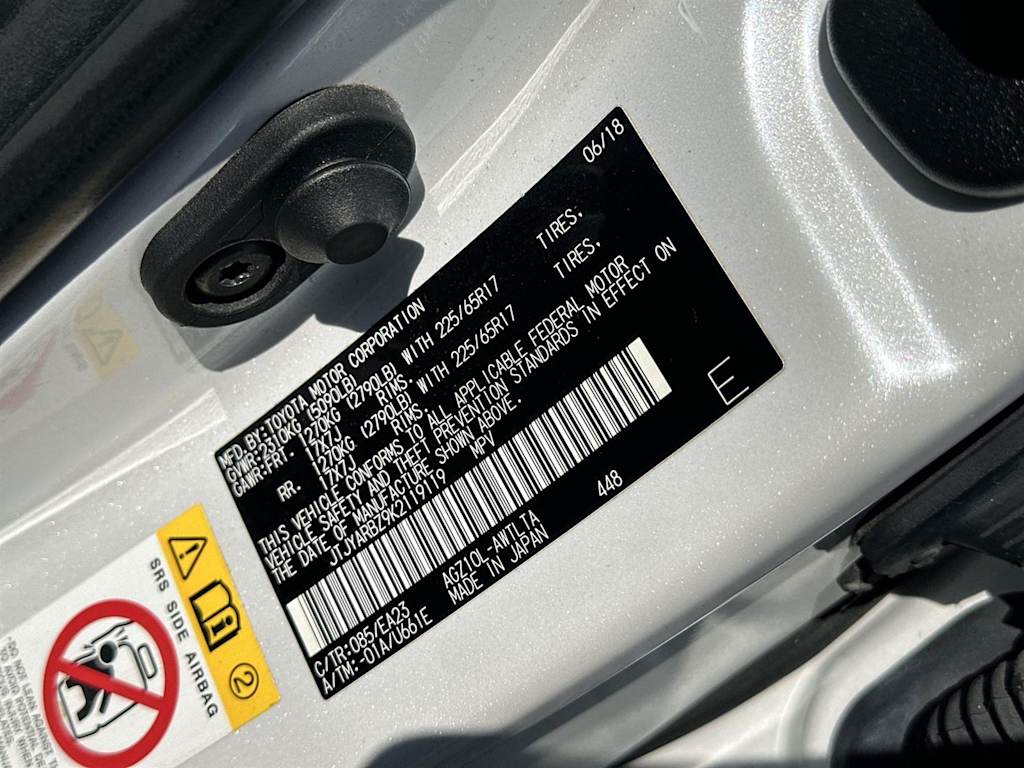 MFD. BY:TOYOTA MOTOR CORPORATION 06/18
GVWR:2310KG (5090LB)
GAWR:FRT. 1270KG (2790LB) WITH 225/65R17 TIRES,
17X7J RIMS.
RR. 1270KG (2790LB) WITH 225/65R17 TIRES,
17X7J RIMS.
THIS VEHICLE CONFORMS TO ALL APPLICABLE FEDERAL MOTOR
VEHICLE SAFETY AND THEFT PREVENTION STANDARDS IN EFFECT ON
THE DATE OF MANUFACTURE SHOWN ABOVE.
JTJYARBZ9K2119119 MPV
E
C/TR:085/EA23 AGZ10L-AWTLTA 448
A/TM:-01A/U661E MADE IN JAPAN
SRS SIDE AIRBAG
2